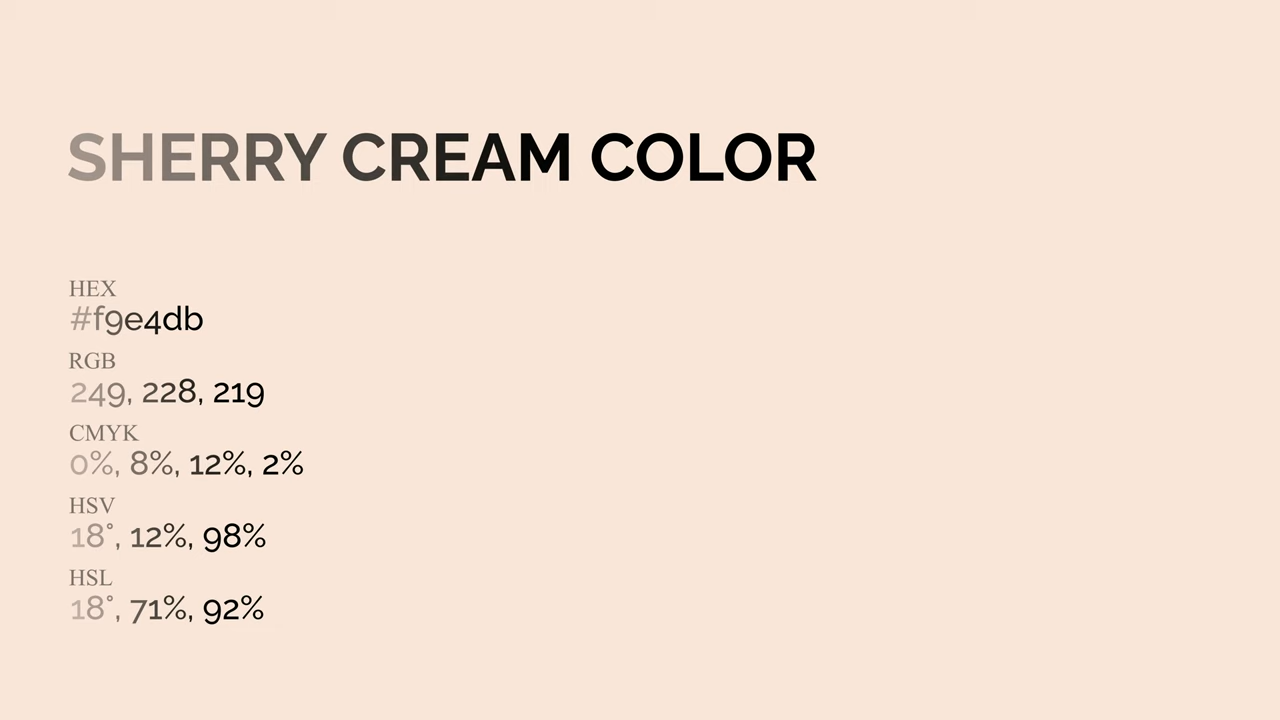 SHERRY CREAM COLOR
HEX
#f9e4db
RGB
249, 228, 219
CMYK
0%, 8%, 12%, 2%
HSV
18°, 12%, 98%
HSL
18°, 71%, 92%